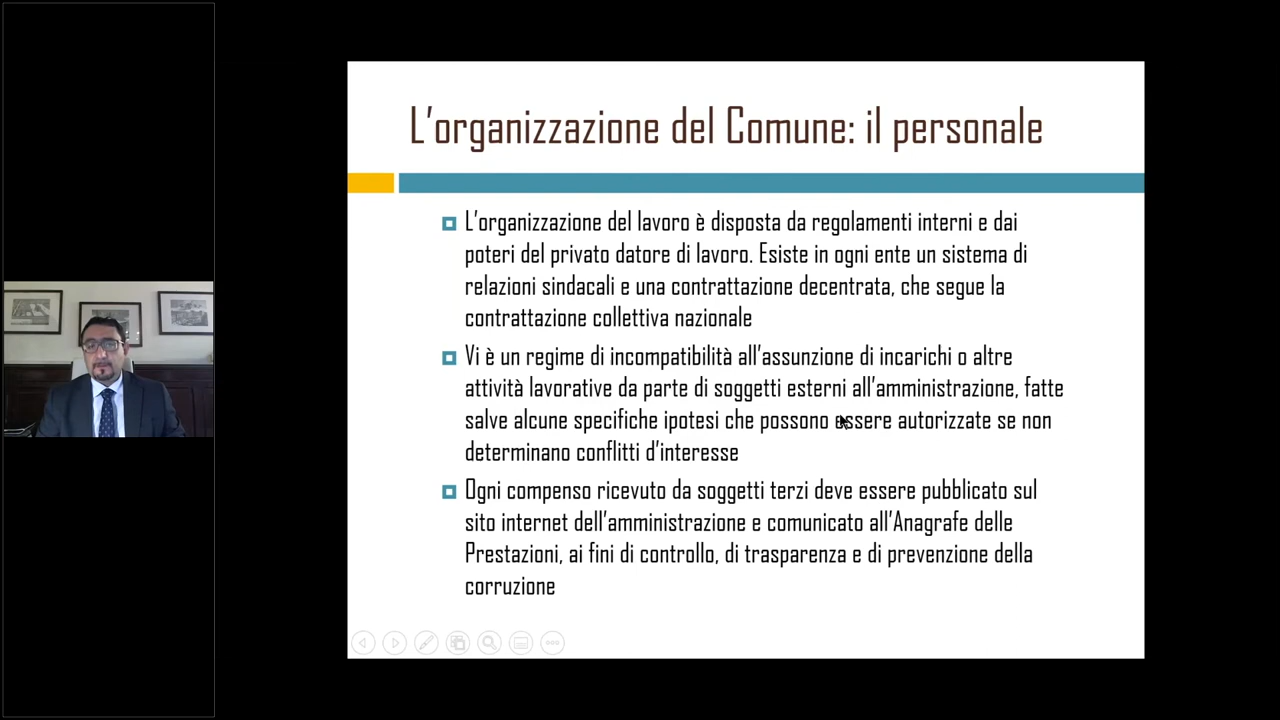 L'organizzazione del Comune: il personale
L'organizzazione del lavoro è disposta da regolamenti interni e dai
poteri del privato datore di lavoro. Esiste in ogni ente un sistema di
relazioni sindacali e una contrattazione decentrata, che segue la
contrattazione collettiva nazionale
Vi è un regime di incompatibilità all'assunzione di incarichi o altre
attività lavorative da parte di soggetti esterni all'amministrazione, fatte
salve alcune specifiche ipotesi che possono essere autorizzate se non
determinano conflitti d'interesse
Ogni compenso ricevuto da soggetti terzi deve essere pubblicato sul
sito internet dell'amministrazione e comunicato all'Anagrafe delle
Prestazioni, ai fini di controllo, di trasparenza e di prevenzione della
corruzione